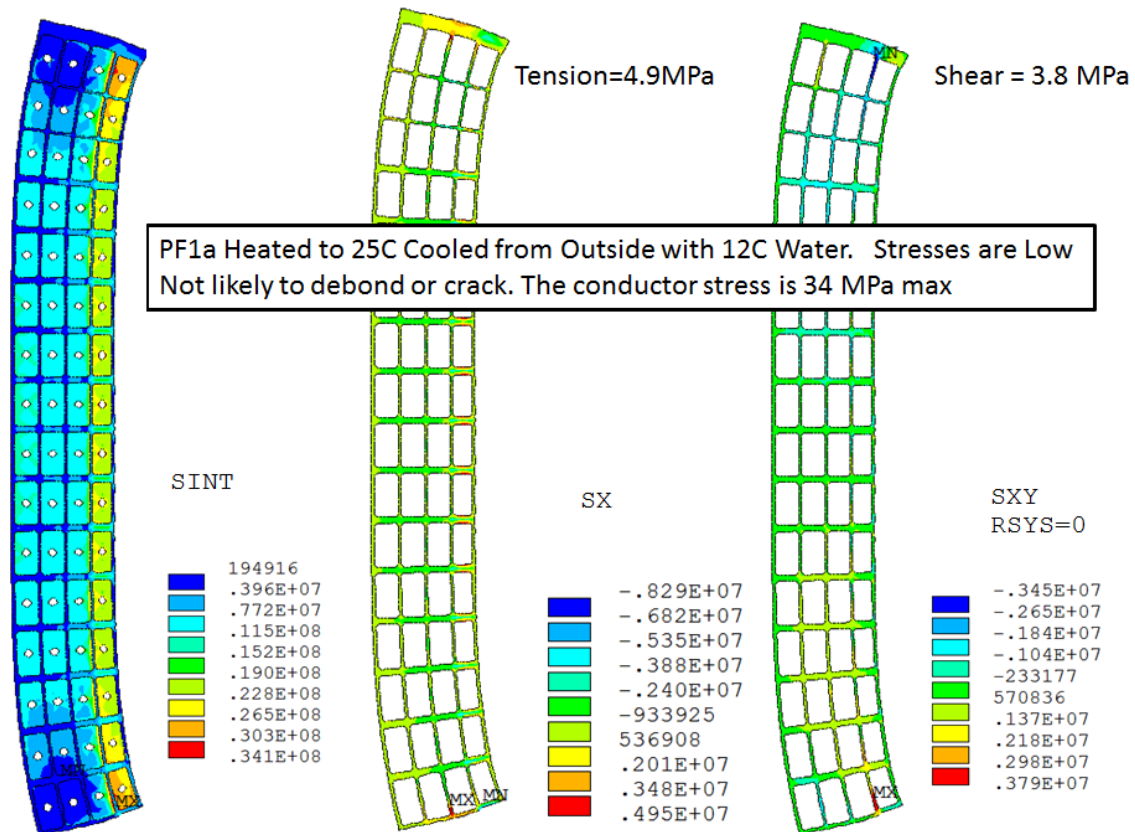 MN
Tension=4.9MPa
Shear = 3.8 MPa
PF1a Heated to 25C Cooled from Outside with 12C Water. Stresses are Low
Not likely to debond or crack. The conductor stress is 34 MPa max
SINT
194916
.396E+07
.772E+07
.115E+08
.152E+08
.190E+08
.228E+08
.265E+08
.303E+08
.341E+08
MN
MX
SX
-.829E+07
-.682E+07
-.535E+07
-.388E+07
-.240E+07
-933925
536908
.201E+07
.348E+07
.495E+07
MX
MN
SXY
RSYS=0
-.345E+07
-.265E+07
-.184E+07
-.104E+07
-233177
570836
.137E+07
.218E+07
.298E+07
.379E+07
MX